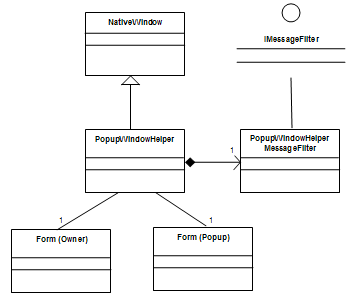 NativeWindow
IMessageFilter
PopupWindowHelper
1
PopupWindowHelper
MessageFilter
1
1
Form (Owner)
Form (Popup)